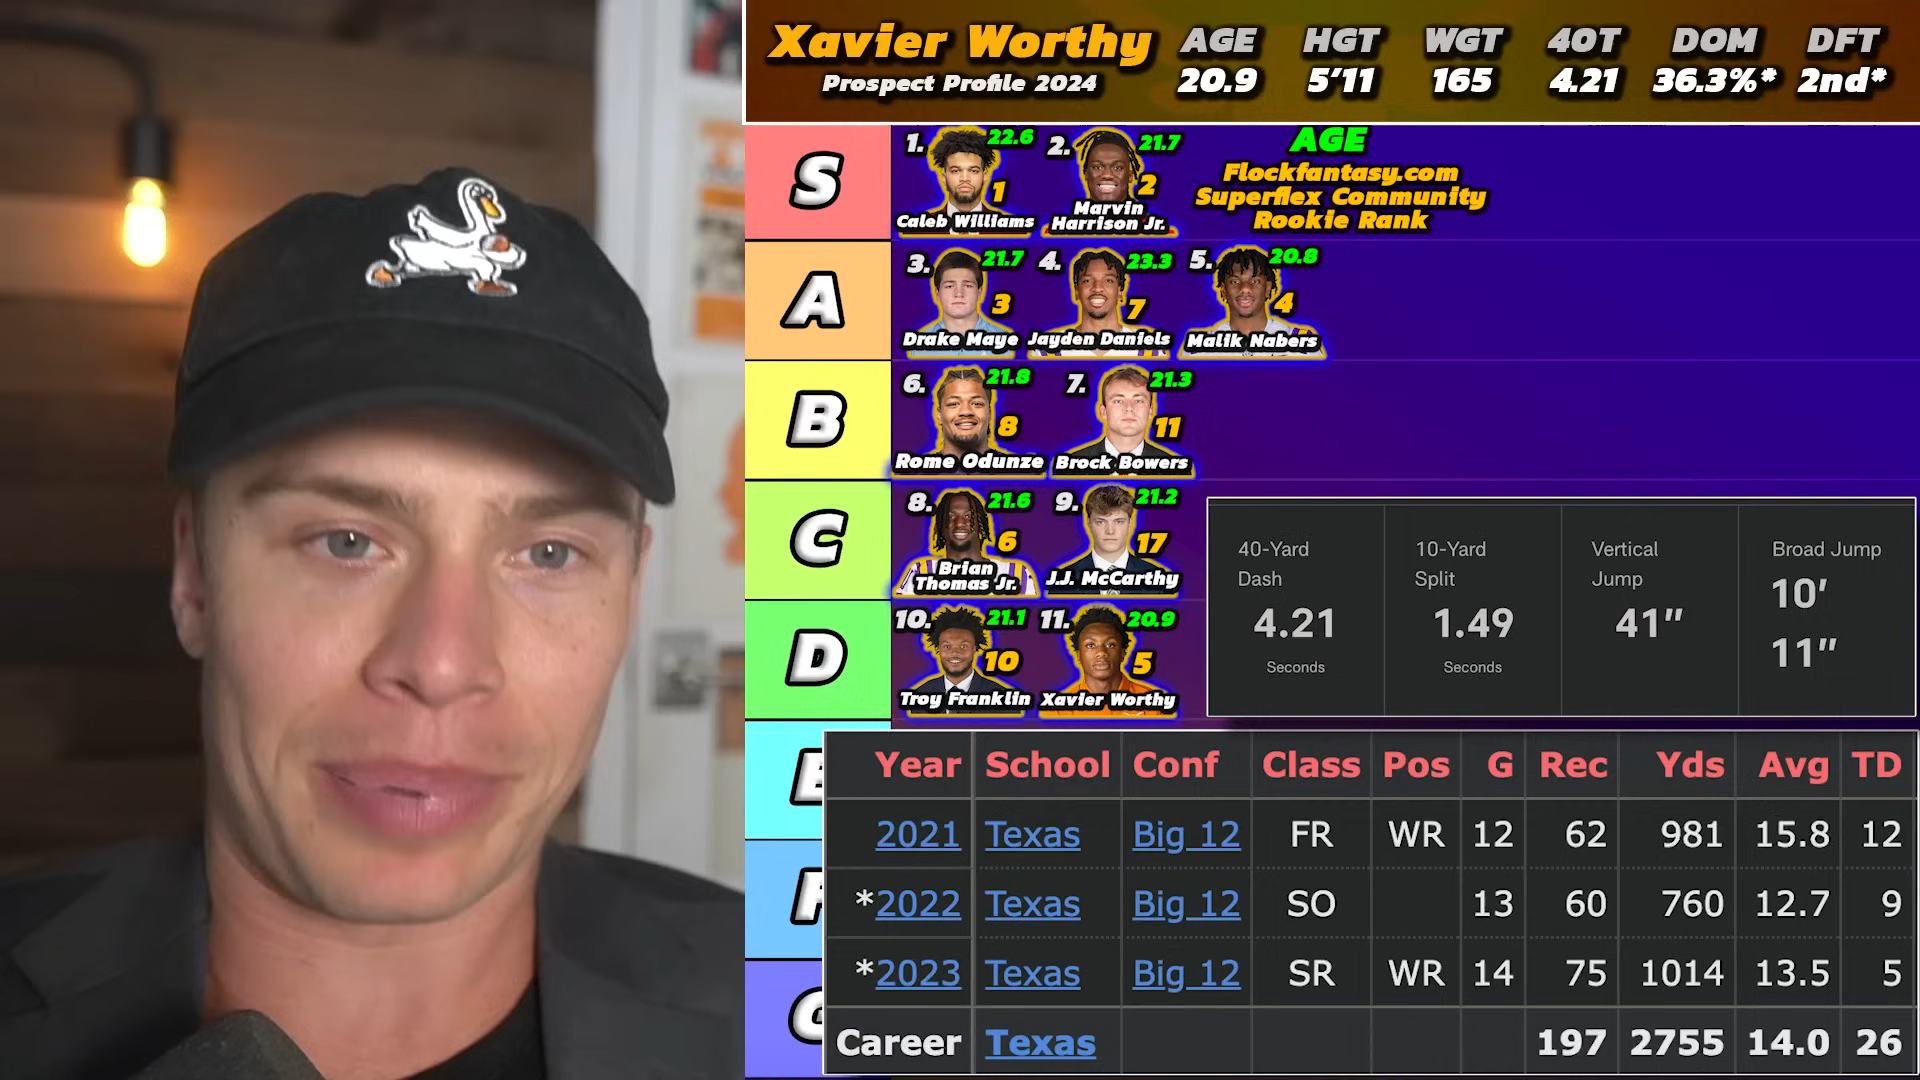 Xavier Worthy
Prospect Profile 2024
AGE HGT WGT 40T DOM DFT
20.9 5'11 165 4.21 36.3%* 2nd*
S
1. 22.6 1 Caleb Williams
2. 21.7 2 Marvin Harrison Jr.
AGE
Flockfantasy.com
Superflex Community
Rookie Rank
A
3. 21.7 3 Drake Maye
4. 23.3 7 Jayden Daniels
5. 20.8 4 Malik Nabers
B
6. 21.8 8 Rome Odunze
7. 21.3 11 Brock Bowers
C
8. 21.6 6 Brian Thomas Jr.
9. 21.2 17 J.J. McCarthy
D
10. 21.1 10 Troy Franklin
11. 20.9 5 Xavier Worthy
40-Yard Dash 4.21 Seconds
10-Yard Split 1.49 Seconds
Vertical Jump 41"
Broad Jump 10' 11"
Year School Conf Class Pos G Rec Yds Avg TD
2021 Texas Big 12 FR WR 12 62 981 15.8 12
*2022 Texas Big 12 SO 13 60 760 12.7 9
*2023 Texas Big 12 SR WR 14 75 1014 13.5 5
Career Texas 197 2755 14.0 26